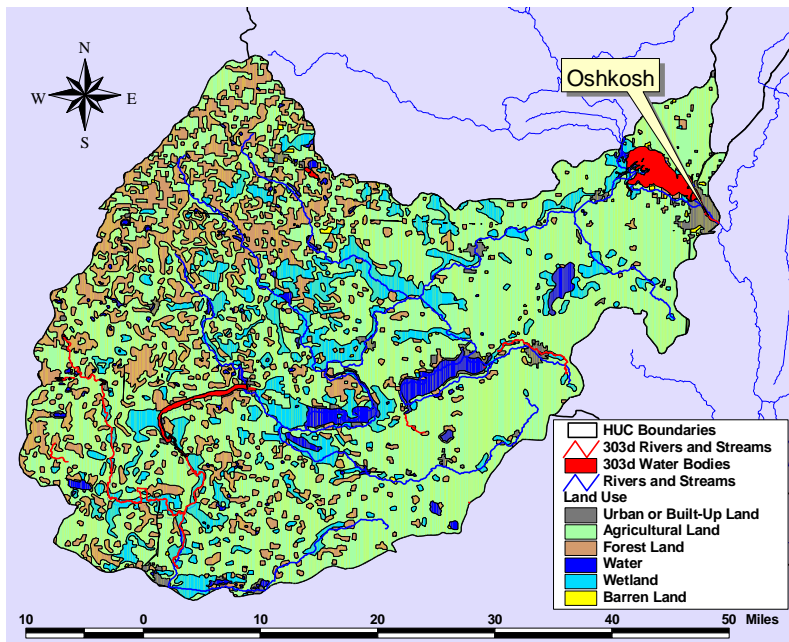 N
W E
S
Oshkosh
HUC Boundaries
303d Rivers and Streams
303d Water Bodies
Rivers and Streams
Land Use
Urban or Built-Up Land
Agricultural Land
Forest Land
Water
Wetland
Barren Land
10 0 10 20 30 40 50 Miles